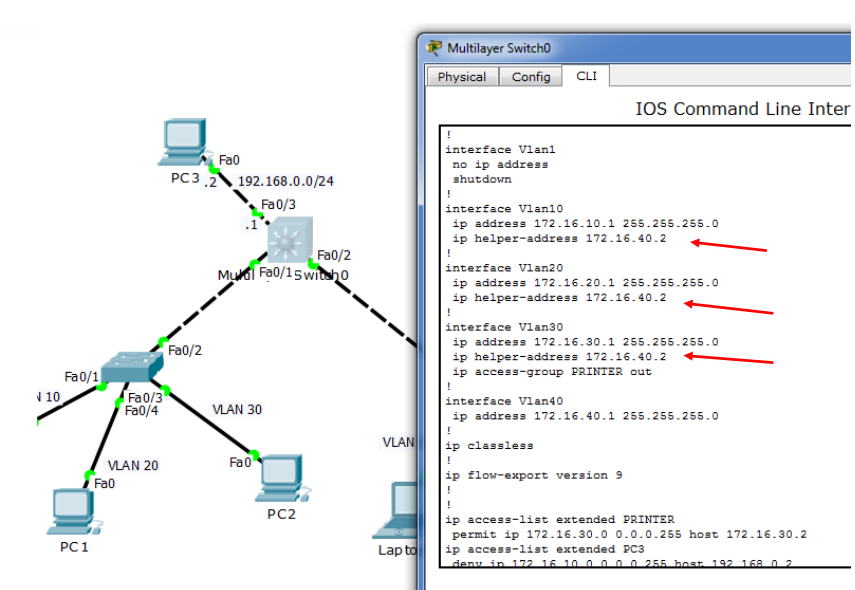 Multilayer Switch0
Physical Config CLI
IOS Command Line Inter
!
interface Vlan1
no ip address
shutdown
!
interface Vlan10
ip address 172.16.10.1 255.255.255.0
ip helper-address 172.16.40.2
!
interface Vlan20
ip address 172.16.20.1 255.255.255.0
ip helper-address 172.16.40.2
!
interface Vlan30
ip address 172.16.30.1 255.255.255.0
ip helper-address 172.16.40.2
ip access-group PRINTER out
!
interface Vlan40
ip address 172.16.40.1 255.255.255.0
!
ip classless
!
ip flow-export version 9
!
!
ip access-list extended PRINTER
permit ip 172.16.30.0 0.0.0.255 host 172.16.30.2
ip access-list extended PC3
deny ip 172.16.10.0 0.0.0.255 host 192.168.0.2
Fa0
PC3
.2
192.168.0.0/24
Fa0/3
.1
Fa0/2
Fa0/1
Switch0
Fa0/2
Fa0/1
10
Fa0/3
Fa0/4
VLAN 30
VLAN
VLAN 20
Fa0
Fa0
PC2
PC1
Lapto